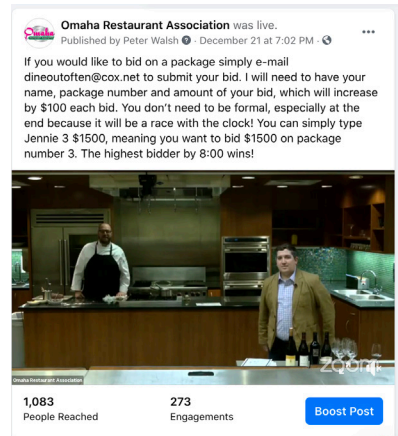 Omaha
Omaha Restaurant Association was live.
Published by Peter Walsh ? · December 21 at 7:02 PM ·
If you would like to bid on a package simply e-mail
dineoutoften@cox.net to submit your bid. I will need to have your
name, package number and amount of your bid, which will increase
by $100 each bid. You don't need to be formal, especially at the
end because it will be a race with the clock! You can simply type
Jennie 3 $1500, meaning you want to bid $1500 on package
number 3. The highest bidder by 8:00 wins!
zoom
Omaha Restaurant Association
1,083
People Reached
273
Engagements
Boost Post